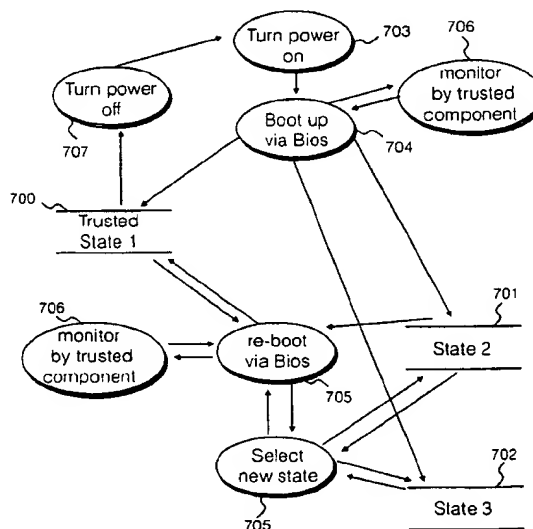 Turn power
on
703
706
monitor
by trusted
component
Turn power
off
707
Boot up
via Bios
704
700
Trusted
State 1
701
State 2
706
monitor
by trusted
component
re-boot
via Bios
705
Select
new state
705
702
State 3